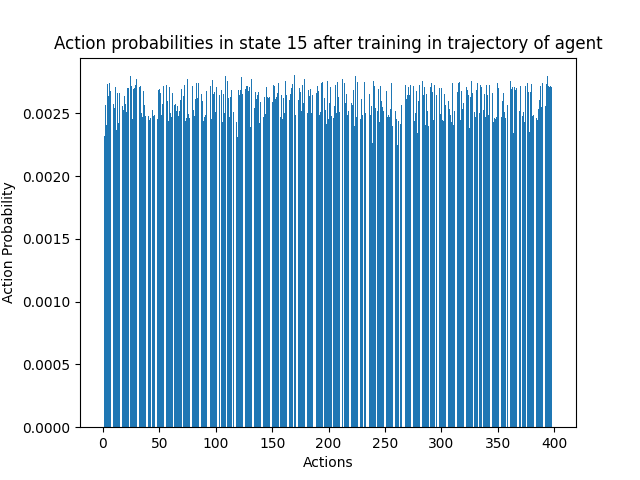 Action probabilities in state 15 after training in trajectory of agent
Action Probability
0.0025
0.0020
0.0015
0.0010
0.0005
0.0000
0 50 100 150 200 250 300 350 400
Actions